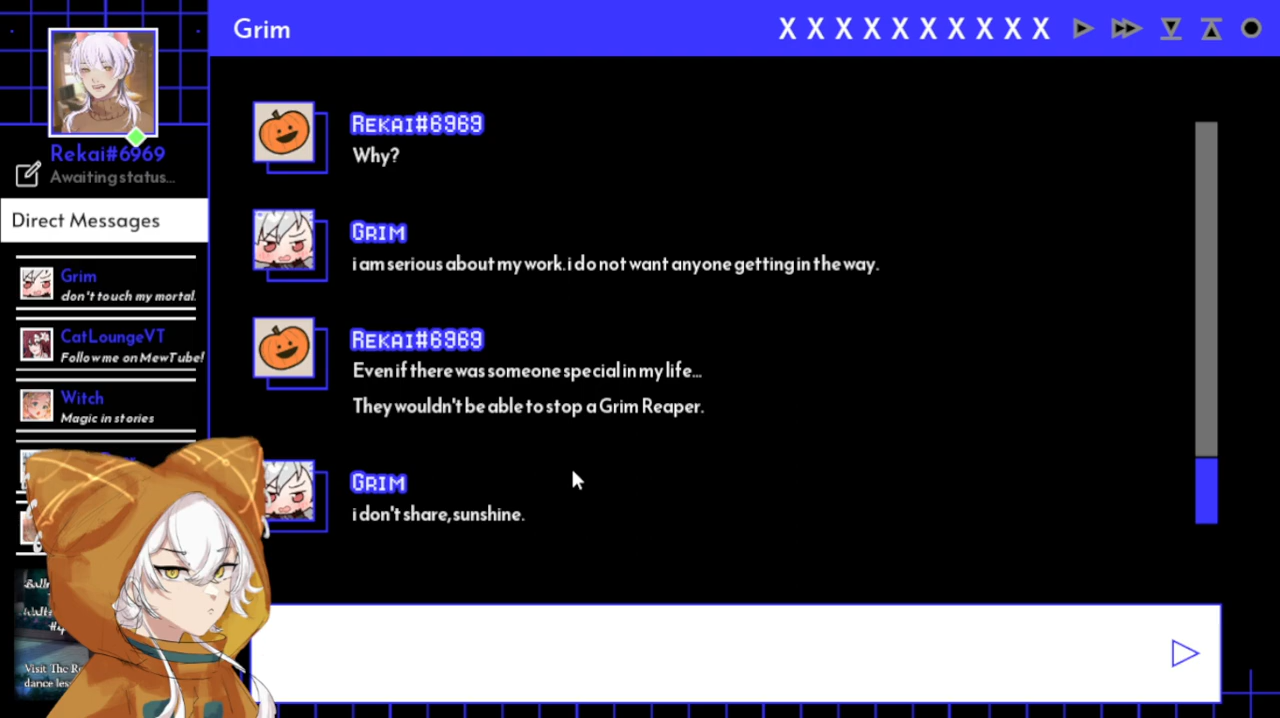 Grim
X X X X X X X X X X
Rekai#6969
Awaiting status...
Direct Messages
Grim
don't touch my mortal.
CatLoungeVT
Follow me on MewTube!
Witch
Magic in stories
Visit The
dance
REKAI#6969
Why?
GRIM
i am serious about my work. i do not want anyone getting in the way.
REKAI#6969
Even if there was someone special in my life...
They wouldn't be able to stop a Grim Reaper.
GRIM
i don't share, sunshine.